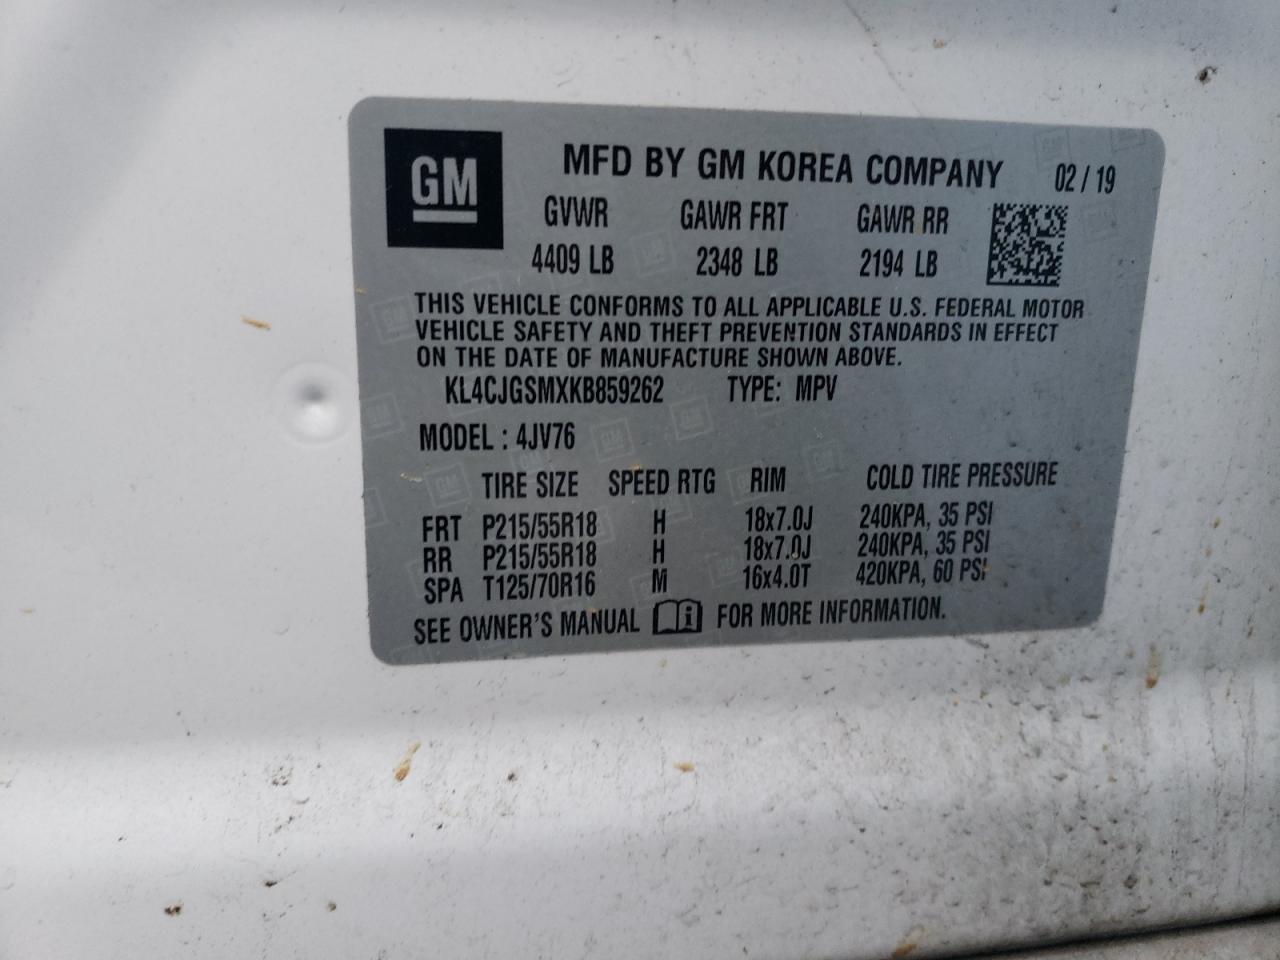 GM
MFD BY GM KOREA COMPANY 02 / 19
GVWR GAWR FRT GAWR RR
4409 LB 2348 LB 2194 LB
THIS VEHICLE CONFORMS TO ALL APPLICABLE U.S. FEDERAL MOTOR
VEHICLE SAFETY AND THEFT PREVENTION STANDARDS IN EFFECT
ON THE DATE OF MANUFACTURE SHOWN ABOVE.
KL4CJGSMXKB859262 TYPE: MPV
MODEL : 4JV76
TIRE SIZE SPEED RTG RIM COLD TIRE PRESSURE
FRT P215/55R18 H 18x7.0J 240KPA, 35 PSI
RR P215/55R18 H 18x7.0J 240KPA, 35 PSI
SPA T125/70R16 M 16x4.0T 420KPA, 60 PSI
SEE OWNER'S MANUAL i FOR MORE INFORMATION.